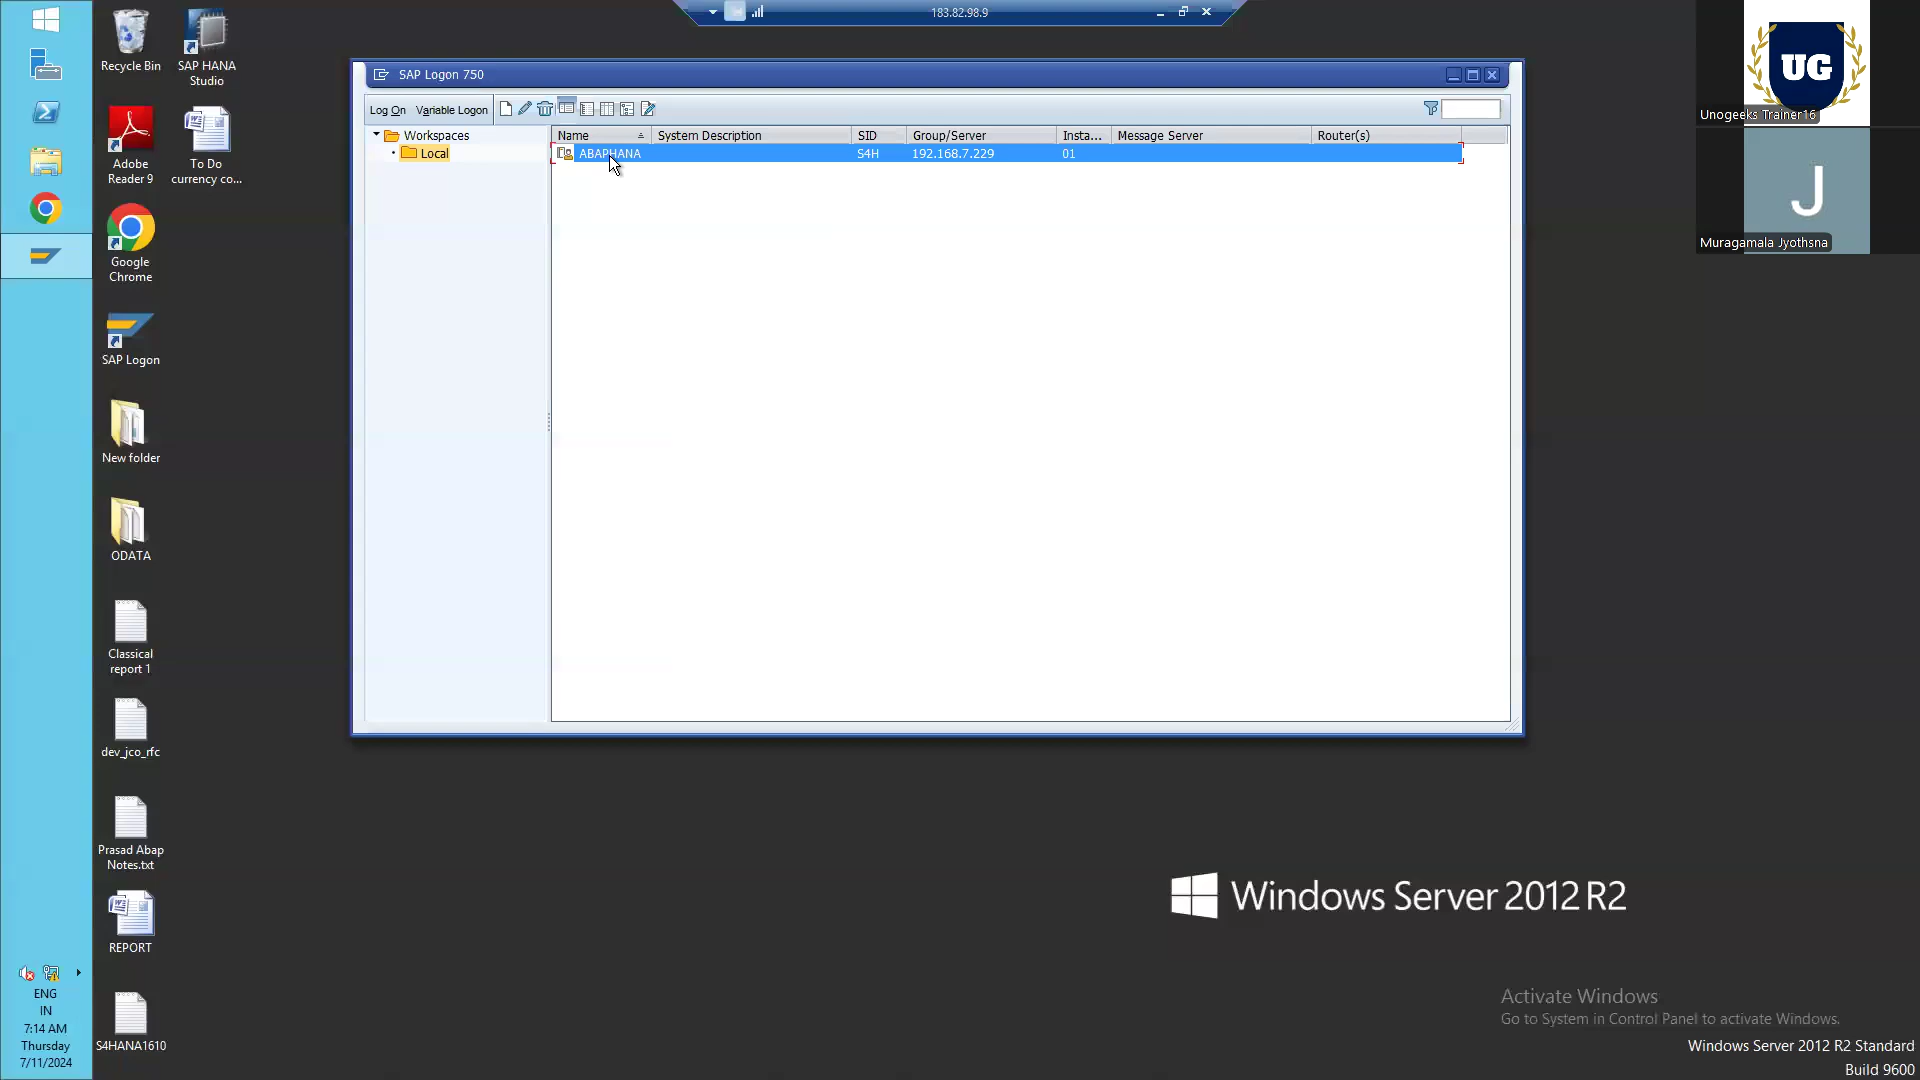 183.82.98.9
Recycle Bin
SAP HANA
Studio
Adobe
Reader 9
To Do
currency co...
Google
Chrome
SAP Logon
New folder
ODATA
Classical
report 1
dev_jco_rfc
Prasad Abap
Notes.txt
REPORT
S4HANA1610
ENG
IN
7:14 AM
Thursday
7/11/2024
SAP Logon 750
Log On Variable Logon
Workspaces
Local
Name System Description SID Group/Server Insta... Message Server Router(s)
ABAPHANA S4H 192.168.7.229 01
UG
Unogeeks Trainer16
J
Muragamala Jyothsna
Windows Server 2012 R2
Activate Windows
Go to System in Control Panel to activate Windows.
Windows Server 2012 R2 Standard
Build 9600